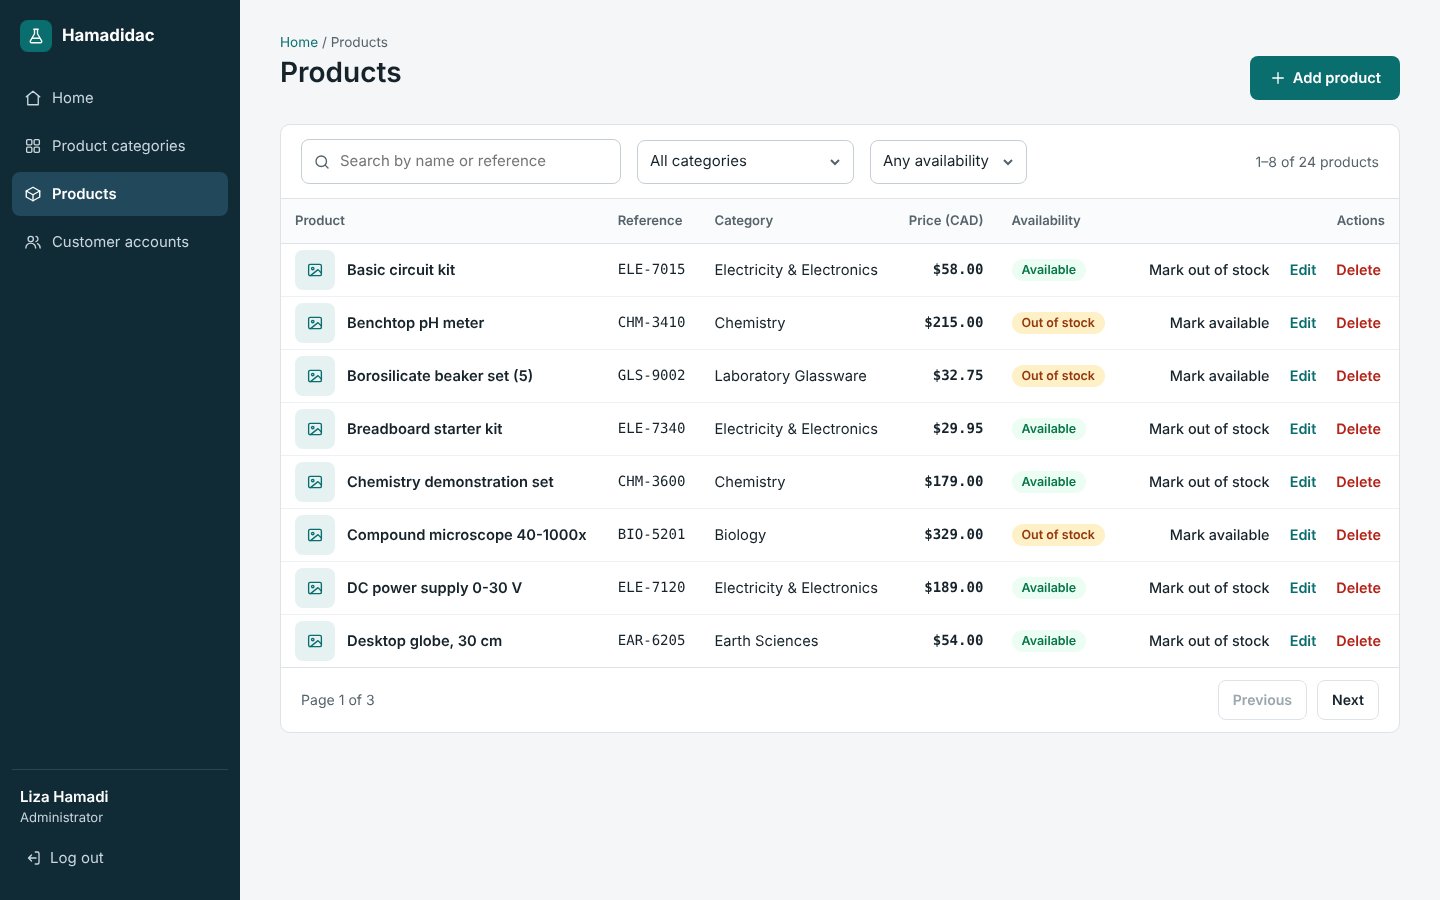 Hamadidac
Home
Product categories
Products
Customer accounts
Liza Hamadi
Administrator
Log out
Home / Products
Products
Add product
Search by name or reference
All categories
Any availability
1–8 of 24 products
Product Reference Category Price (CAD) Availability Actions
Basic circuit kit ELE-7015 Electricity & Electronics $58.00 Available Mark out of stock Edit Delete
Benchtop pH meter CHM-3410 Chemistry $215.00 Out of stock Mark available Edit Delete
Borosilicate beaker set (5) GLS-9002 Laboratory Glassware $32.75 Out of stock Mark available Edit Delete
Breadboard starter kit ELE-7340 Electricity & Electronics $29.95 Available Mark out of stock Edit Delete
Chemistry demonstration set CHM-3600 Chemistry $179.00 Available Mark out of stock Edit Delete
Compound microscope 40-1000x BIO-5201 Biology $329.00 Out of stock Mark available Edit Delete
DC power supply 0-30 V ELE-7120 Electricity & Electronics $189.00 Available Mark out of stock Edit Delete
Desktop globe, 30 cm EAR-6205 Earth Sciences $54.00 Available Mark out of stock Edit Delete
Page 1 of 3
Previous
Next